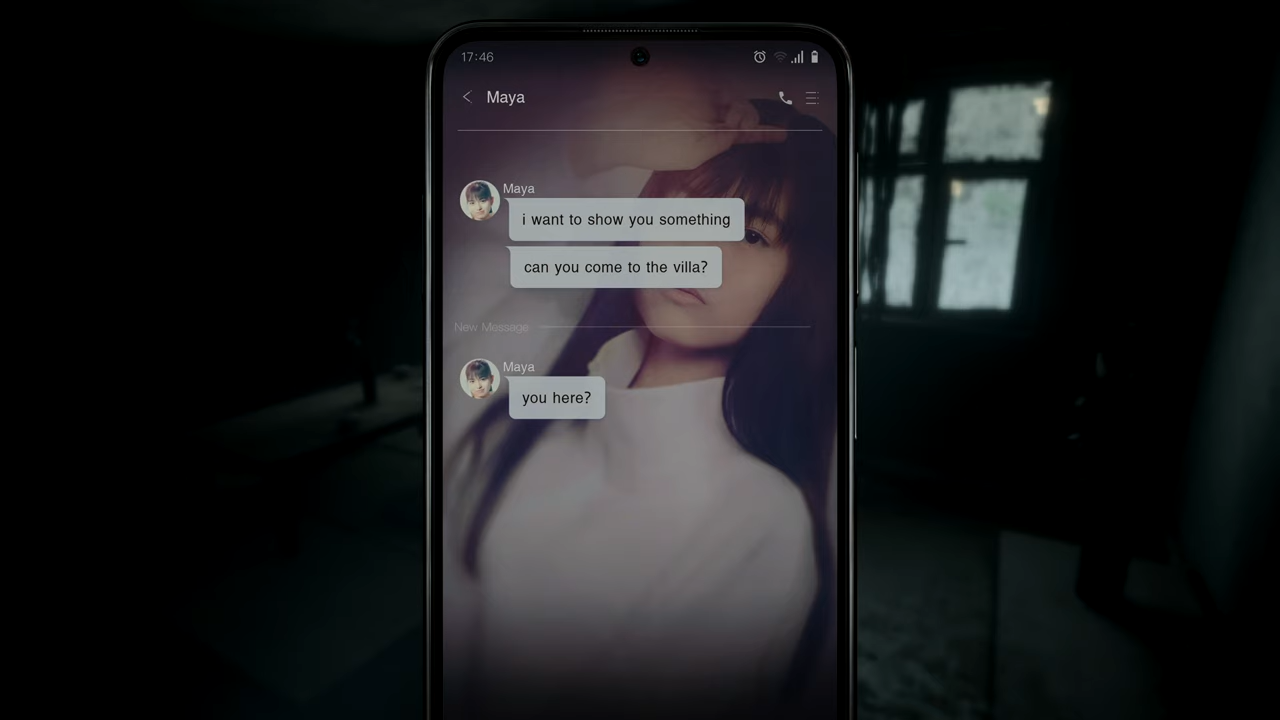 17:46
Maya
Maya
i want to show you something
can you come to the villa?
New Message
Maya
you here?